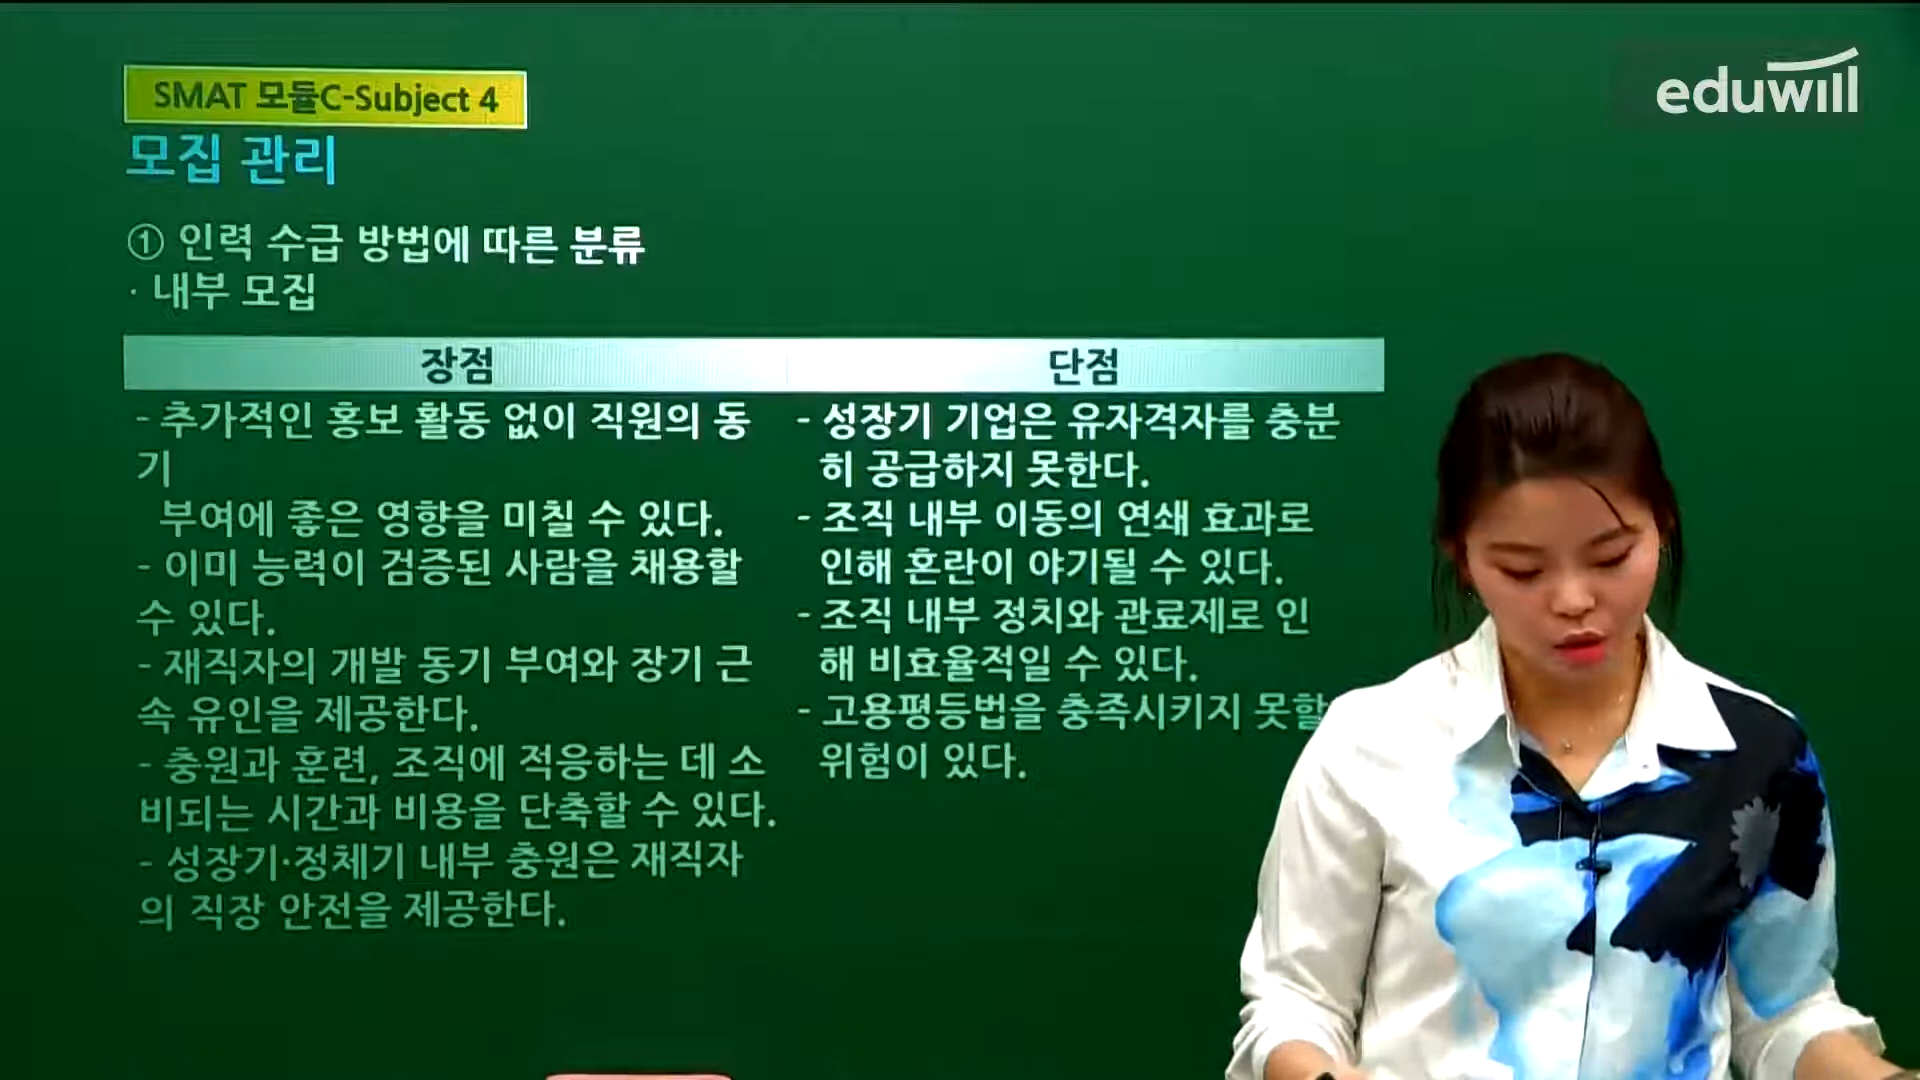 SMAT 모듈C-Subject 4
eduwill
모집 관리
① 인력 수급 방법에 따른 분류
· 내부 모집
장점
- 추가적인 홍보 활동 없이 직원의 동
기
부여에 좋은 영향을 미칠 수 있다.
- 이미 능력이 검증된 사람을 채용할
수 있다.
- 재직자의 개발 동기 부여와 장기 근
속 유인을 제공한다.
- 충원과 훈련, 조직에 적응하는 데 소
비되는 시간과 비용을 단축할 수 있다.
- 성장기·정체기 내부 충원은 재직자
의 직장 안전을 제공한다.
단점
- 성장기 기업은 유자격자를 충분
히 공급하지 못한다.
- 조직 내부 이동의 연쇄 효과로
인해 혼란이 야기될 수 있다.
- 조직 내부 정치와 관료제로 인
해 비효율적일 수 있다.
- 고용평등법을 충족시키지 못할
위험이 있다.